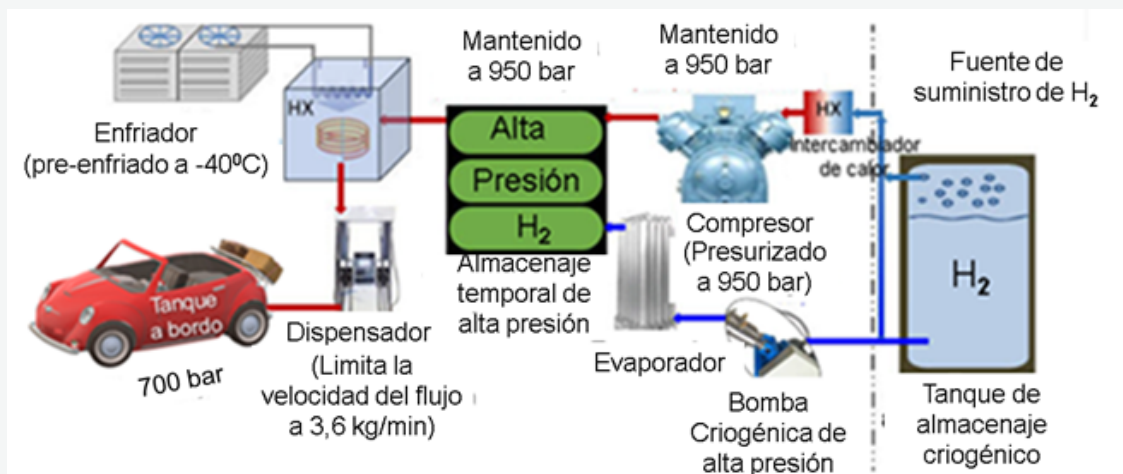 Mantenido
a 950 bar
Mantenido
a 950 bar
Fuente de
suministro de H₂
HX
HX
Intercambiador
de calor
Enfriador
(pre-enfriado a -40ºC)
Alta
Presión
H₂
Almacenaje
temporal de
alta presión
Compresor
(Presurizado
a 950 bar)
H₂
Tanque
a bordo
700 bar
Dispensador
(Limita la
velocidad del flujo
a 3,6 kg/min)
Evaporador
Bomba
Criogénica de
alta presión
Tanque de
almacenaje
criogénico